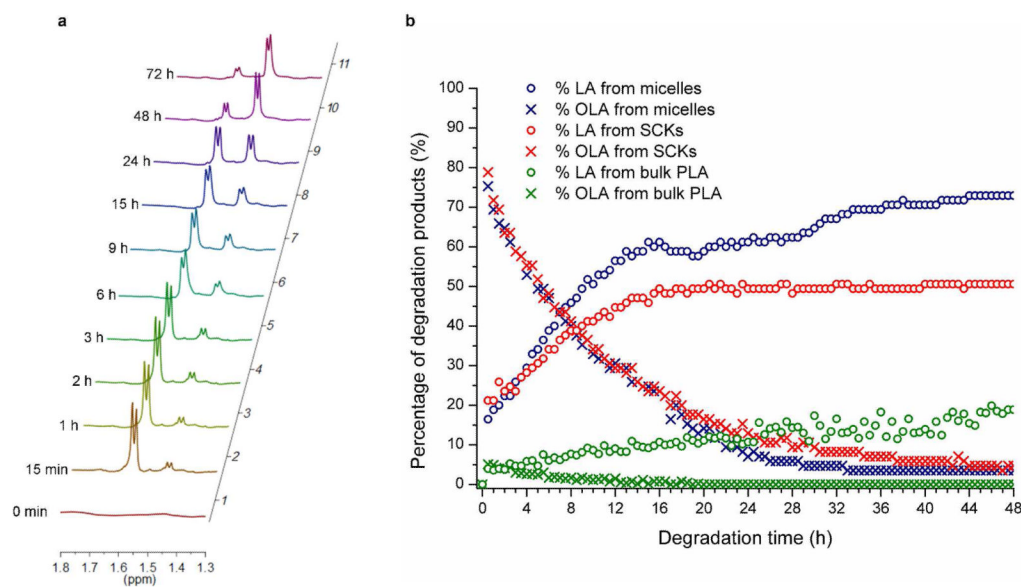 a
72 h
48 h
24 h
15 h
9 h
6 h
3 h
2 h
1 h
15 min
0 min
11
10
9
8
7
6
5
4
3
2
1
1.8 1.7 1.6 1.5 1.4 1.3
(ppm)
b
Percentage of degradation products (%)
100
90
80
70
60
50
40
30
20
10
0
% LA from micelles
% OLA from micelles
% LA from SCKs
% OLA from SCKs
% LA from bulk PLA
% OLA from bulk PLA
0 4 8 12 16 20 24 28 32 36 40 44 48
Degradation time (h)